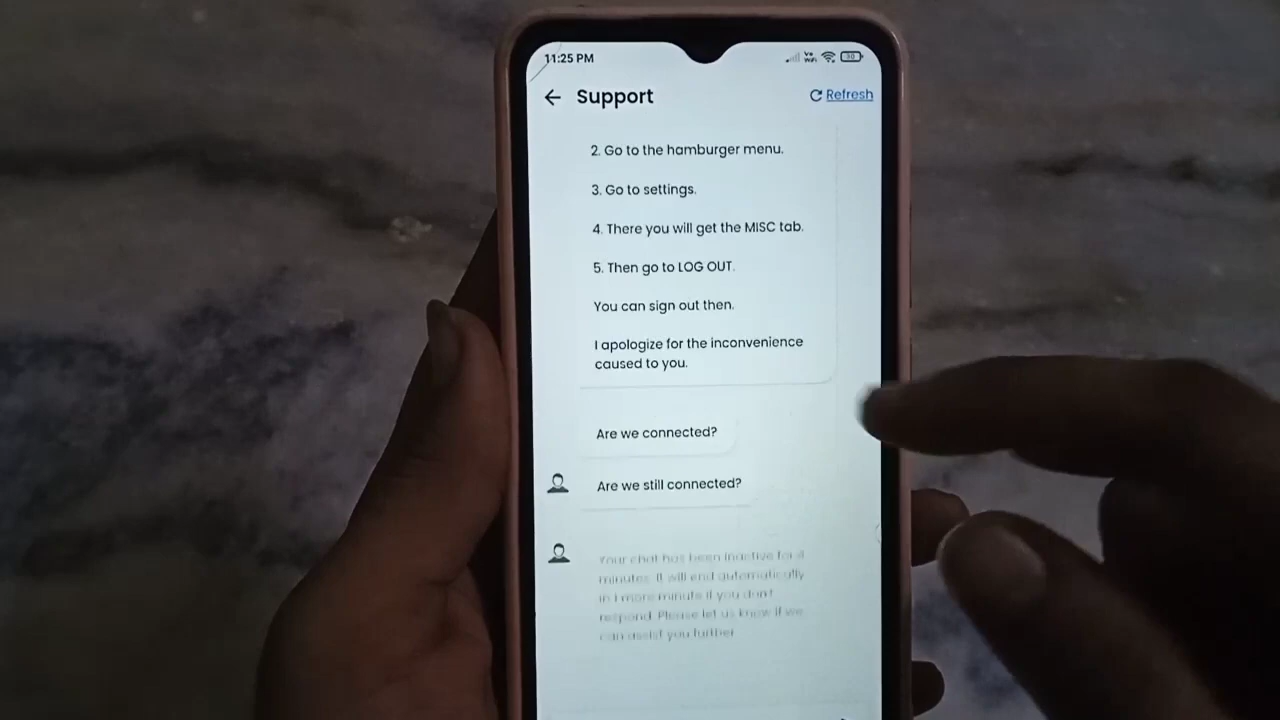 11:25 PM
Vo
WiFi
Support
Refresh
2. Go to the hamburger menu.
3. Go to settings.
4. There you will get the MISC tab.
5. Then go to LOG OUT.
You can sign out then.
I apologize for the inconvenience
caused to you.
Are we connected?
Are we still connected?
Your chat has been inactive for 4
minutes. It will end automatically
in 1 more minute if you don't
respond. Please let us know if we
can assist you further